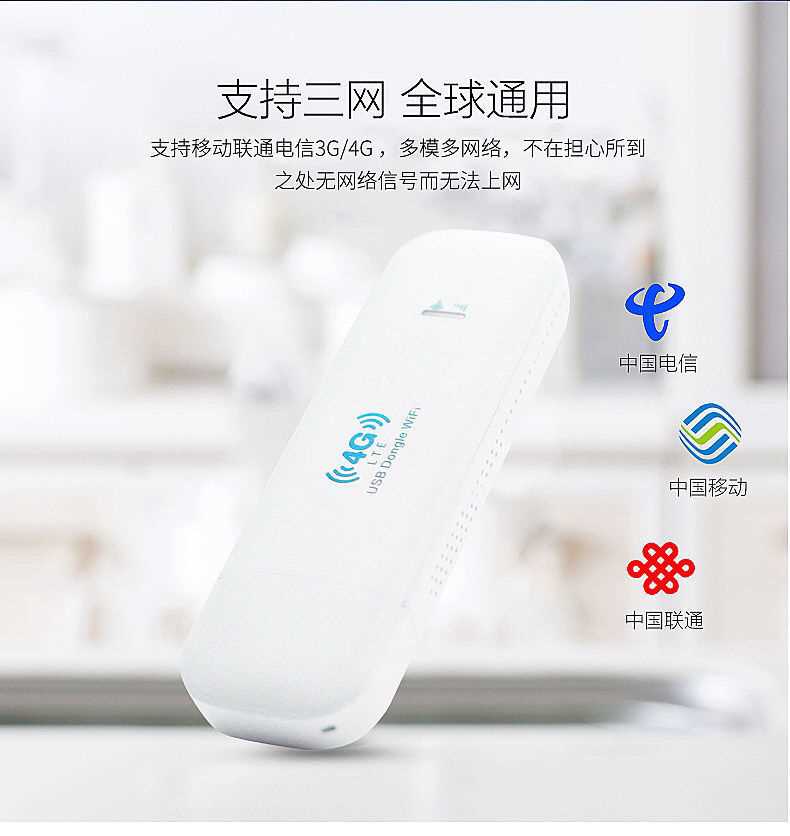 支持三网 全球通用
支持移动联通电信3G/4G，多模多网络，不在担心所到
之处无网络信号而无法上网
中国电信
4G
LTE
USB Dongle WiFi
中国移动
中国联通